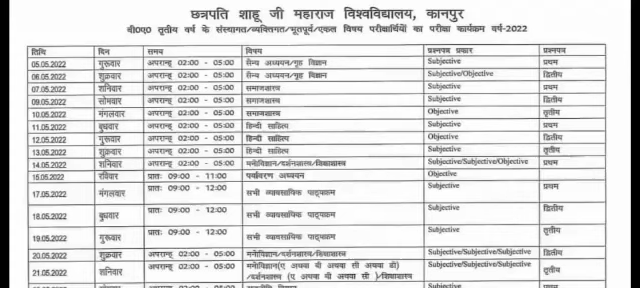 छत्रपति शाहू जी महाराज विश्वविद्यालय, कानपुर
बी०ए० तृतीय वर्ष के संस्थागत/व्यक्तिगत/भूतपूर्व/एकल विषय परीक्षार्थियों का परीक्षा कार्यक्रम वर्ष-2022
तिथि दिन समय विषय प्रश्नपत्र प्रकार प्रश्नपत्र
05.05.2022 गुरूवार अपरान्ह् 02:00 - 05:00 सैन्य अध्ययन/गृह विज्ञान Subjective प्रथम
06.05.2022 शुक्रवार अपरान्ह् 02:00 - 05:00 सैन्य अध्ययन/गृह विज्ञान Subjective/Objective द्वितीय
07.05.2022 शनिवार अपरान्ह् 02:00 - 05:00 समाजशास्त्र Subjective प्रथम
09.05.2022 सोमवार अपरान्ह् 02:00 - 05:00 समाजशास्त्र Subjective द्वितीय
10.05.2022 मंगलवार अपरान्ह् 02:00 - 05:00 समाजशास्त्र Objective तृतीय
11.05.2022 बुधवार अपरान्ह् 02:00 - 05:00 हिन्दी साहित्य Subjective प्रथम
12.05.2022 गुरूवार अपरान्ह् 02:00 - 05:00 हिन्दी साहित्य Objective द्वितीय
13.05.2022 शुक्रवार अपरान्ह् 02:00 - 05:00 हिन्दी साहित्य Subjective तृतीय
14.05.2022 शनिवार अपरान्ह् 02:00 - 05:00 मनोविज्ञान/दर्शनशास्त्र/शिक्षाशास्त्र Subjective/Subjective/Objective प्रथम
15.05.2022 रविवार प्रातः 09:00 - 11:00 पर्यावरण अध्ययन Objective
17.05.2022 मंगलवार प्रातः 09:00 - 12:00 सभी व्यावसायिक पाठ्यक्रम Subjective प्रथम
18.05.2022 बुधवार प्रातः 09:00 - 12:00 सभी व्यावसायिक पाठ्यक्रम Subjective द्वितीय
19.05.2022 गुरूवार प्रातः 09:00 - 12:00 सभी व्यावसायिक पाठ्यक्रम Subjective तृतीय
20.05.2022 शुक्रवार अपरान्ह् 02:00 - 05:00 मनोविज्ञान/दर्शनशास्त्र/शिक्षाशास्त्र Subjective/Subjective/Subjective द्वितीय
21.05.2022 शनिवार अपरान्ह् 02:00 - 05:00 मनोविज्ञान(ए अथवा बी अथवा सी अथवा डी) Subjective/Subjective/Subjective तृतीय
/दर्शनशास्त्र (ए अथवा बी अथवा सी )/शिक्षाशास्त्र